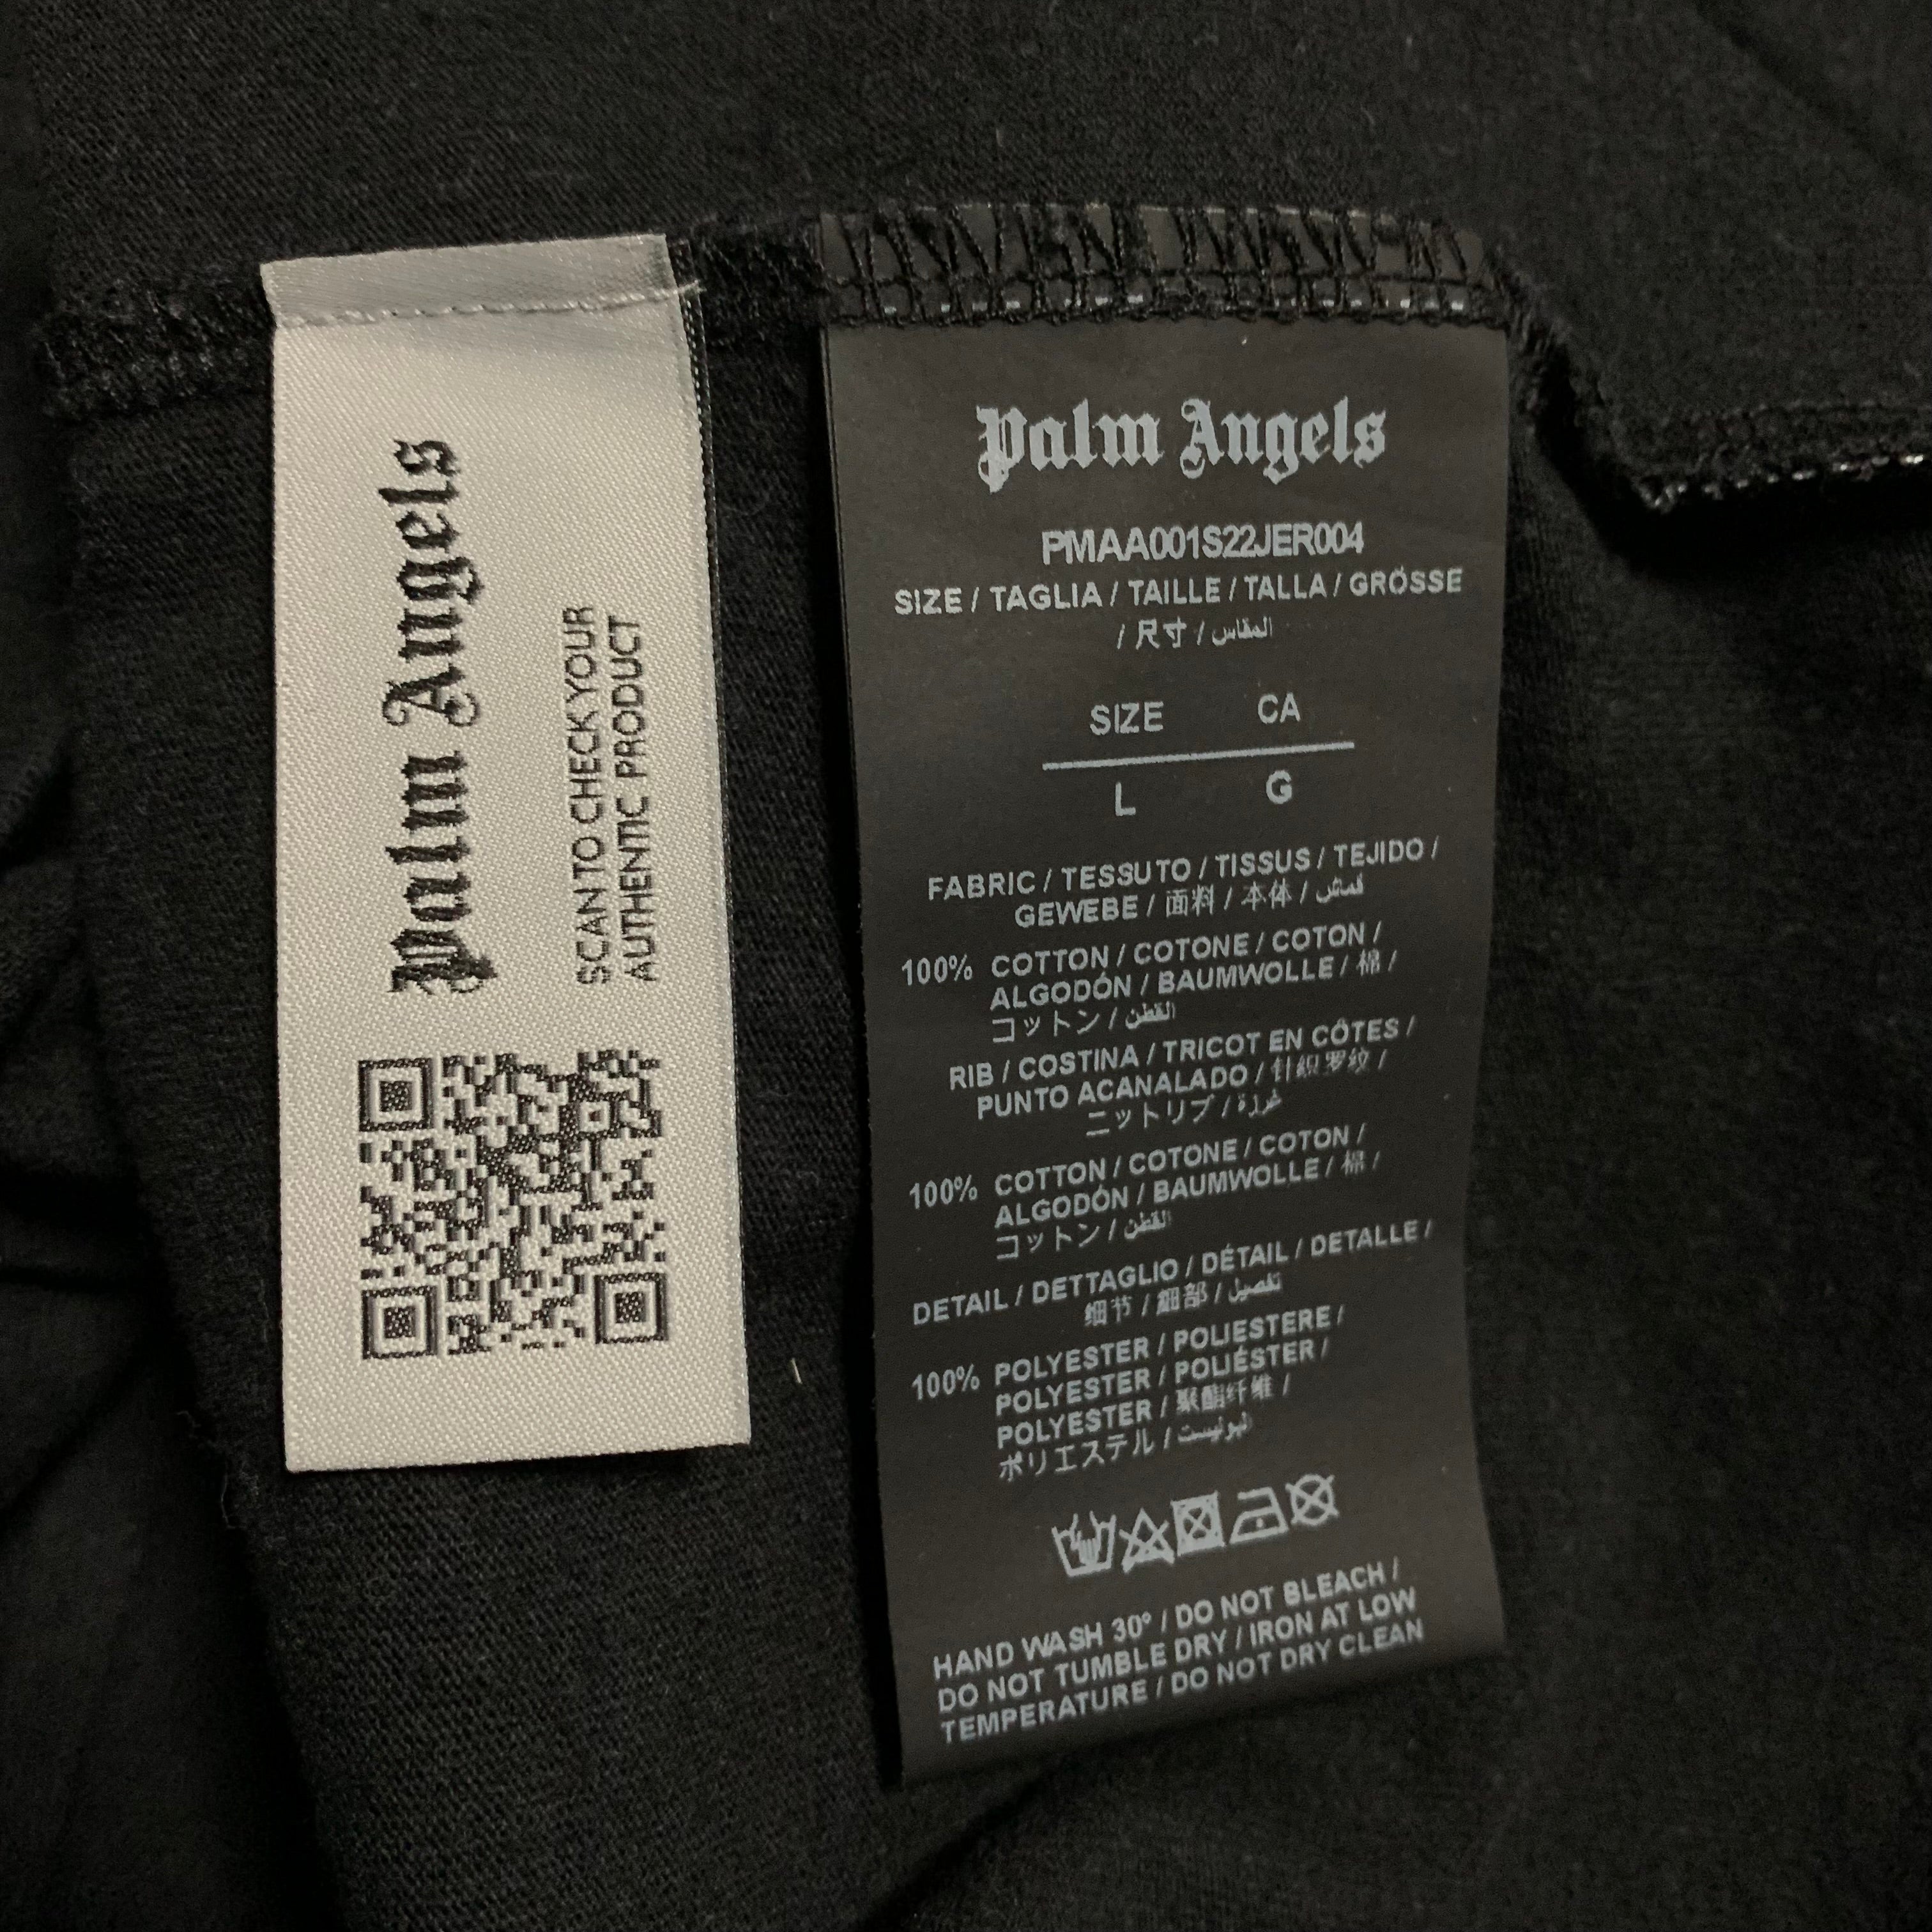 Palm Angels
SCAN TO CHECK YOUR
AUTHENTIC PRODUCT
Palm Angels
PMAA001S22JER004
SIZE / TAGLIA / TAILLE / TALLA / GRÖSSE
/ 尺寸 / المقاس
SIZE CA
L G
FABRIC / TESSUTO / TISSUS / TEJIDO /
GEWEBE / 面料 / 本体 / قماش
100% COTTON / COTONE / COTON /
ALGODÓN / BAUMWOLLE / 棉 /
コットン / القطن
RIB / COSTINA / TRICOT EN CÔTES /
PUNTO ACANALADO / 针织罗纹 /
ニットリブ / غرزة
100% COTTON / COTONE / COTON /
ALGODÓN / BAUMWOLLE / 棉 /
コットン / القطن
DETAIL / DETTAGLIO / DÉTAIL / DETALLE /
细节 / 細部 / تفصيل
100% POLYESTER / POLIESTERE /
POLYESTER / POLIÉSTER /
POLYESTER / 聚酯纤维 /
ポリエステル /
HAND WASH 30° / DO NOT BLEACH /
DO NOT TUMBLE DRY / IRON AT LOW
TEMPERATURE / DO NOT DRY CLEAN